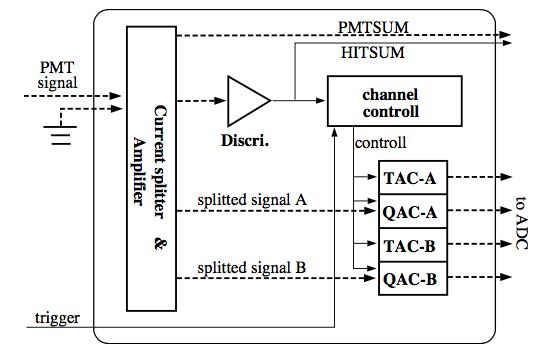 PMTSUM
HITSUM
PMT
signal
Current splitter &
Amplifier
Discri.
channel
controll
controll
TAC-A
splitted signal A
QAC-A
TAC-B
splitted signal B
QAC-B
to ADC
trigger